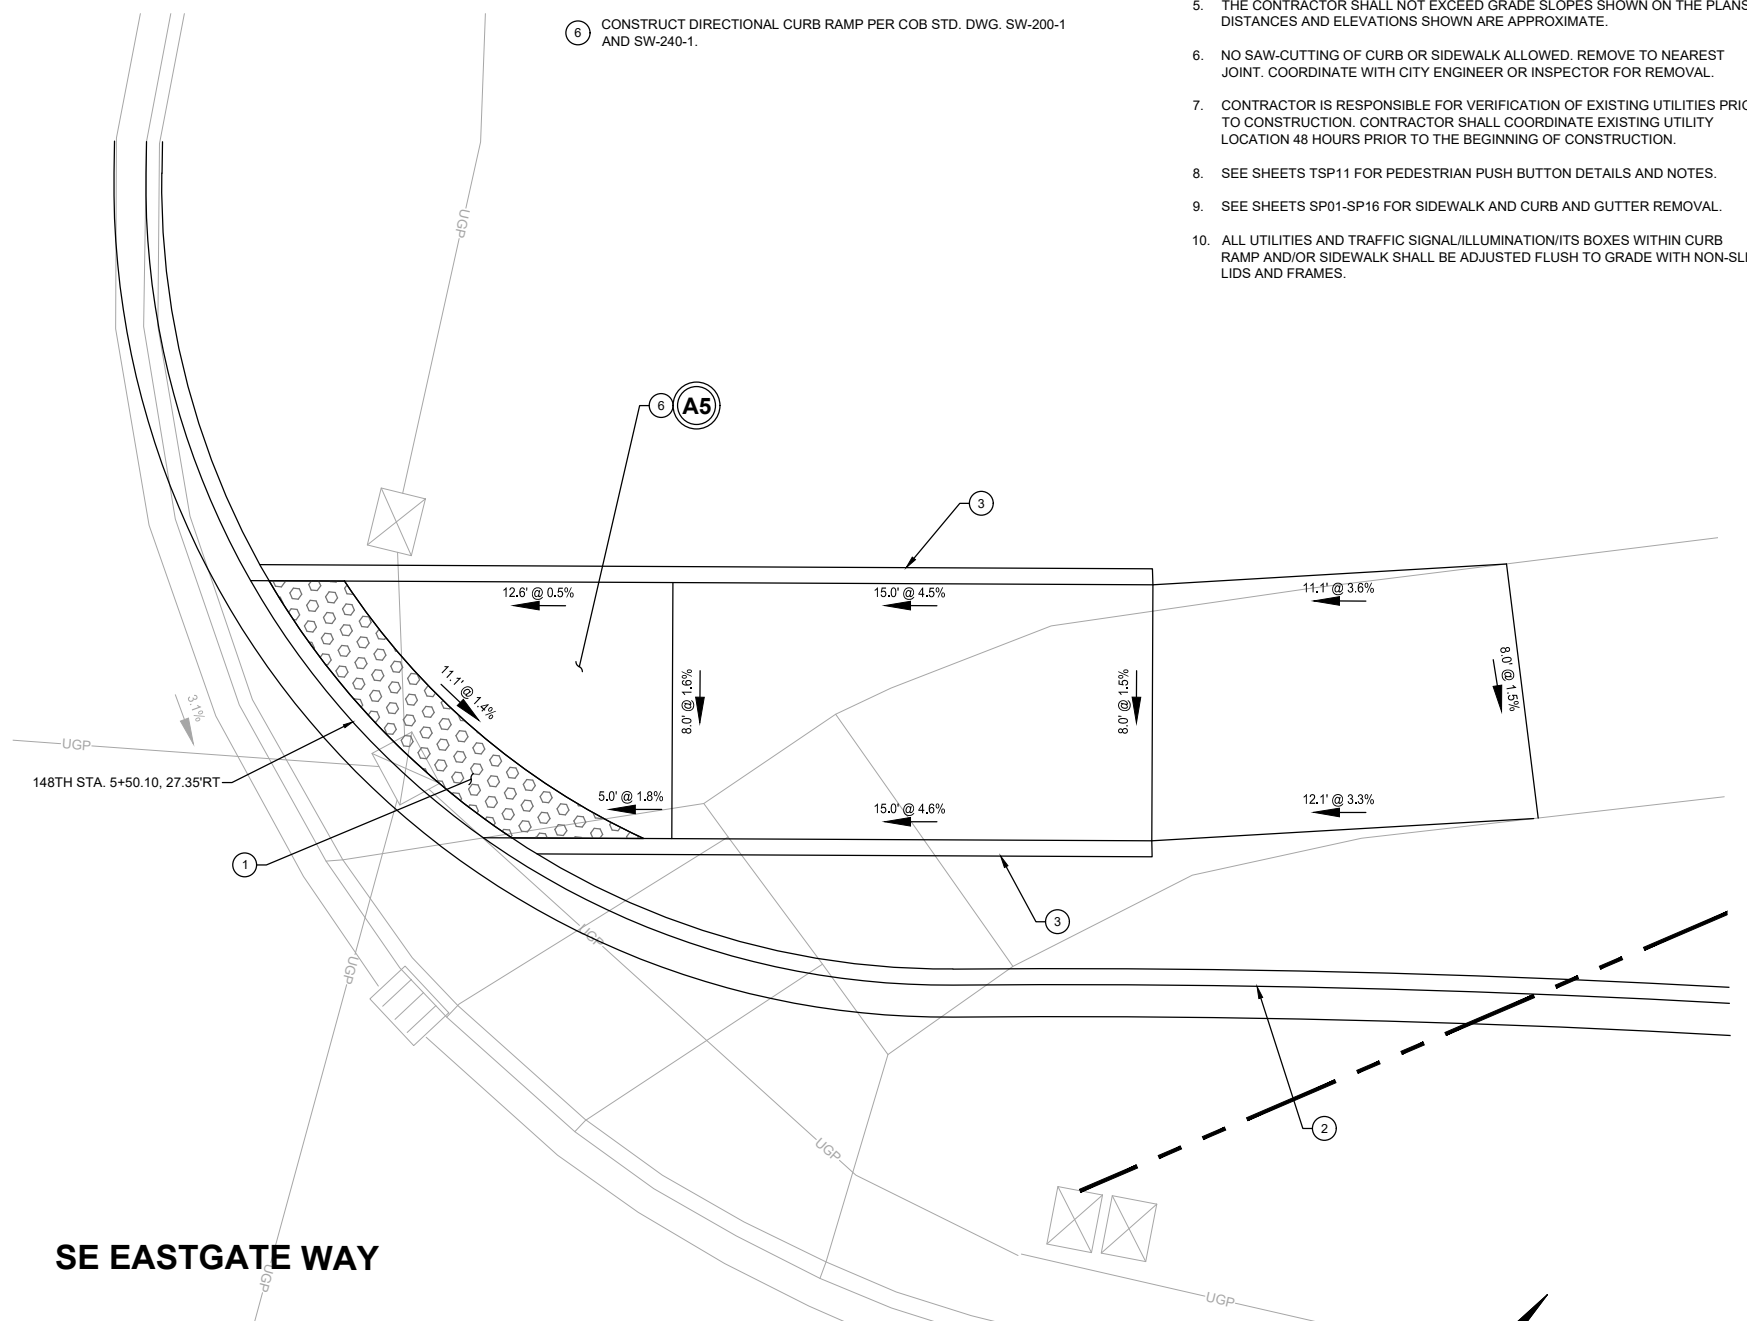 6 CONSTRUCT DIRECTIONAL CURB RAMP PER COB STD. DWG. SW-200-1
AND SW-240-1.
5. THE CONTRACTOR SHALL NOT EXCEED GRADE SLOPES SHOWN ON THE PLANS
DISTANCES AND ELEVATIONS SHOWN ARE APPROXIMATE.
6. NO SAW-CUTTING OF CURB OR SIDEWALK ALLOWED. REMOVE TO NEAREST
JOINT. COORDINATE WITH CITY ENGINEER OR INSPECTOR FOR REMOVAL.
7. CONTRACTOR IS RESPONSIBLE FOR VERIFICATION OF EXISTING UTILITIES
TO CONSTRUCTION. CONTRACTOR SHALL COORDINATE EXISTING UTILITY
LOCATION 48 HOURS PRIOR TO THE BEGINNING OF CONSTRUCTION.
8. SEE SHEETS TSP11 FOR PEDESTRIAN PUSH BUTTON DETAILS AND NOTES.
9. SEE SHEETS SP01-SP16 FOR SIDEWALK AND CURB AND GUTTER REMOVAL.
10. ALL UTILITIES AND TRAFFIC SIGNAL/ILLUMINATION/ITS BOXES WITHIN CURB
RAMP AND/OR SIDEWALK SHALL BE ADJUSTED FLUSH TO GRADE WITH
LIDS AND FRAMES.
UGP
6 A5
3
12.6' @ 0.5%
15.0' @ 4.5%
11.1' @ 3.6%
8.0' @ 1.6%
8.0' @ 1.5%
8.0' @ 1.5%
11.1' @ 1.4%
3.1%
UGP
148TH STA. 5+50.10, 27.35'RT
5.0' @ 1.8%
15.0' @ 4.6%
12.1' @ 3.3%
1
3
UGP
UGP
2
UGP
SE EASTGATE WAY
UGP
UGP